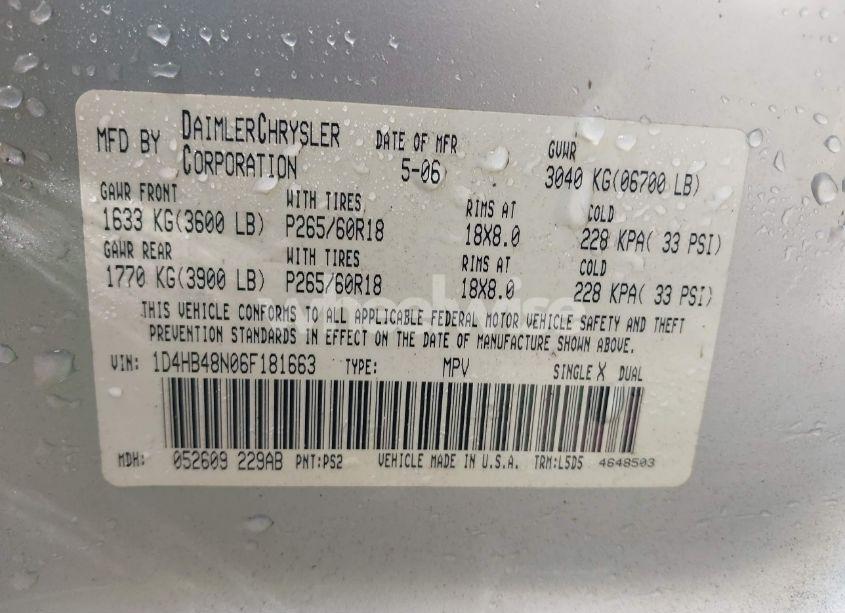 MFD BY DAIMLERCHRYSLER CORPORATION DATE OF MFR 5-06 GVWR 3040 KG(06700 LB)
GAWR FRONT WITH TIRES RIMS AT COLD
1633 KG(3600 LB) P265/60R18 18X8.0 228 KPA( 33 PSI)
GAWR REAR WITH TIRES RIMS AT COLD
1770 KG(3900 LB) P265/60R18 18X8.0 228 KPA( 33 PSI)
THIS VEHICLE CONFORMS TO ALL APPLICABLE FEDERAL MOTOR VEHICLE SAFETY AND THEFT
PREVENTION STANDARDS IN EFFECT ON THE DATE OF MANUFACTURE SHOWN ABOVE.
VIN: 1D4HB48N06F181663 TYPE: MPV SINGLE X DUAL
MDH: 052609 229AB PNT:PS2 VEHICLE MADE IN U.S.A. TRM:L5D5 4648503